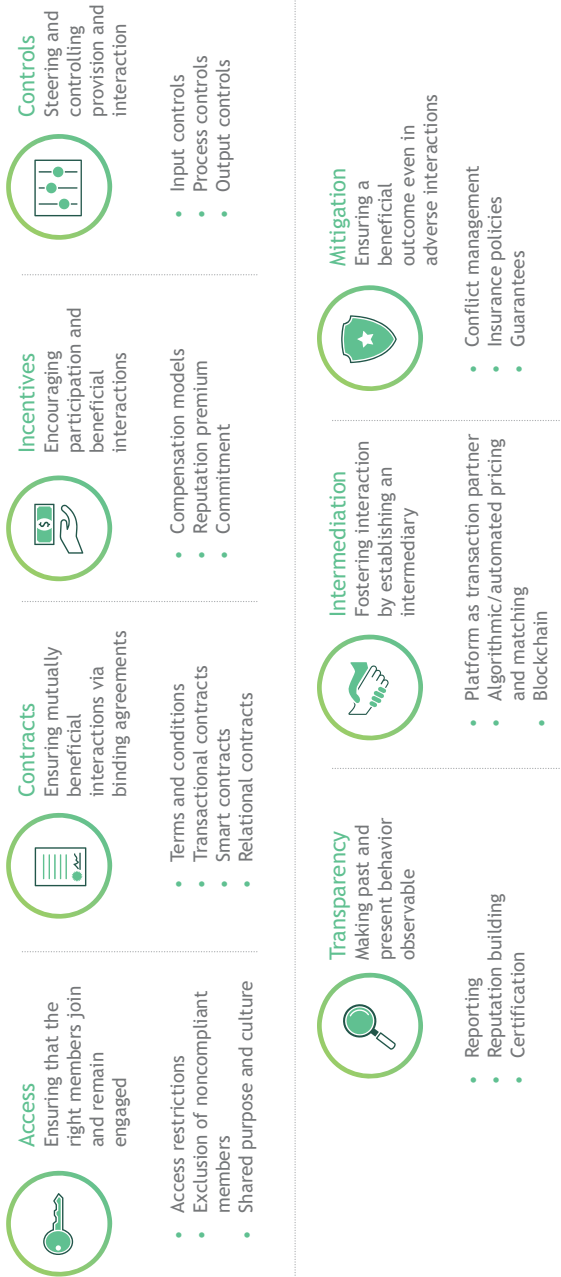 Access
Ensuring that the
right members join
and remain
engaged
• Access restrictions
• Exclusion of noncompliant
members
• Shared purpose and culture
Contracts
Ensuring mutually
beneficial
interactions via
binding agreements
• Terms and conditions
• Transactional contracts
• Smart contracts
• Relational contracts
Incentives
Encouraging
participation and
beneficial
interactions
• Compensation models
• Reputation premium
• Commitment
Controls
Steering and
controlling
provision and
interaction
• Input controls
• Process controls
• Output controls
Transparency
Making past and
present behavior
observable
• Reporting
• Reputation building
• Certification
Intermediation
Fostering interaction
by establishing an
intermediary
• Platform as transaction partner
• Algorithmic/automated pricing
and matching
• Blockchain
Mitigation
Ensuring a
beneficial
outcome even in
adverse interactions
• Conflict management
• Insurance policies
• Guarantees
$